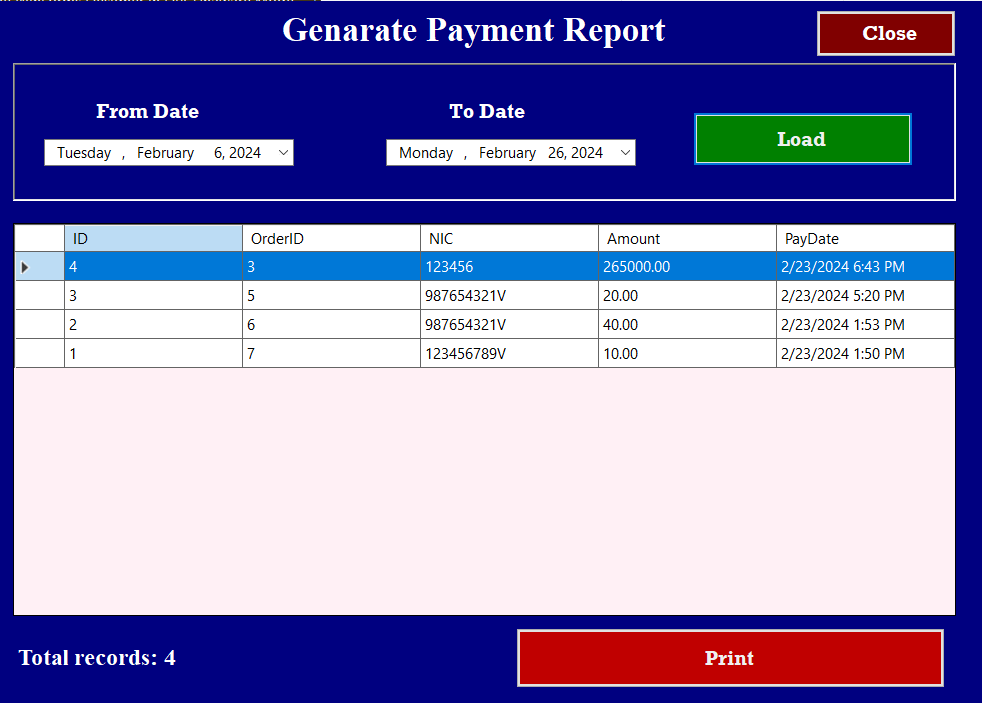 Genarate Payment Report
Close
From Date To Date
Tuesday , February 6, 2024 Monday , February 26, 2024
Load
ID OrderID NIC Amount PayDate
4 3 123456 265000.00 2/23/2024 6:43 PM
3 5 987654321V 20.00 2/23/2024 5:20 PM
2 6 987654321V 40.00 2/23/2024 1:53 PM
1 7 123456789V 10.00 2/23/2024 1:50 PM
Total records: 4
Print